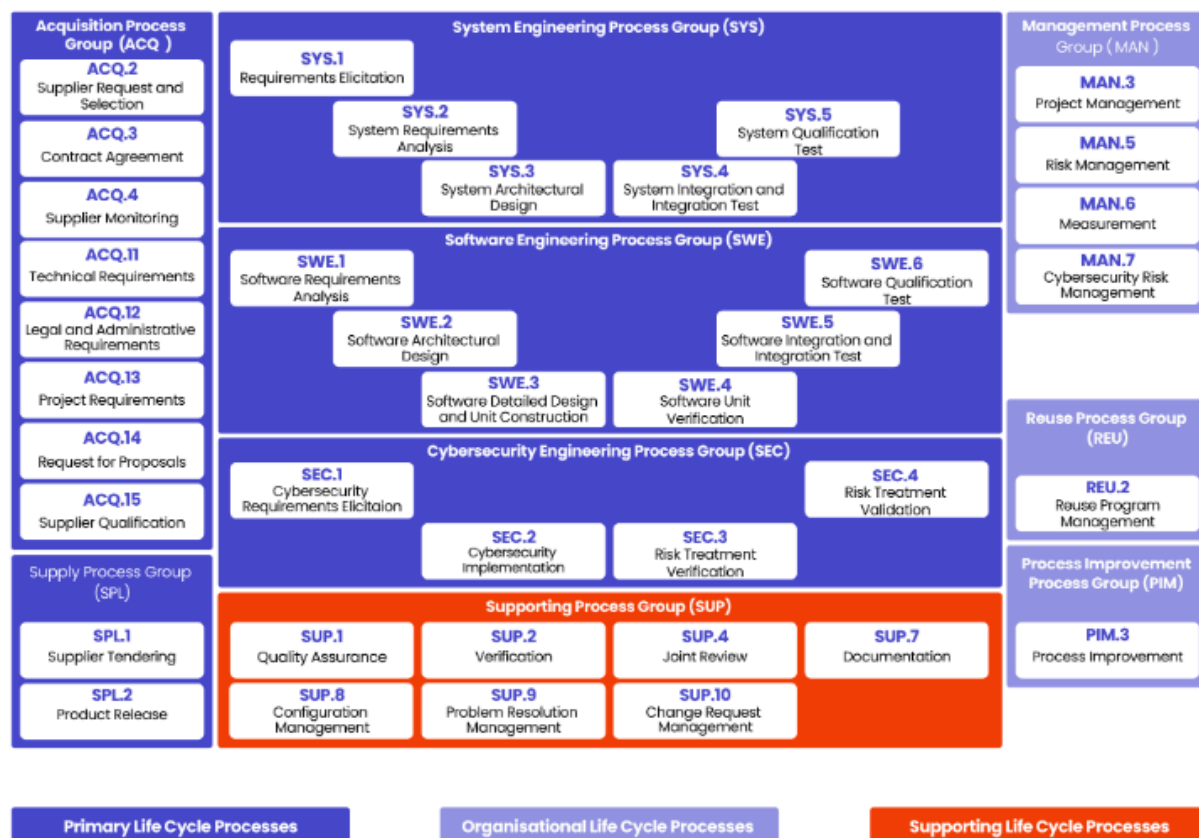 Acquisition Process
Group (ACQ )
ACQ.2
Supplier Request and
Selection
ACQ.3
Contract Agreement
ACQ.4
Supplier Monitoring
ACQ.11
Technical Requirements
ACQ.12
Legal and Administrative
Requirements
ACQ.13
Project Requirements
ACQ.14
Request for Proposals
ACQ.15
Supplier Qualification
Supply Process Group
(SPL)
SPL.1
Supplier Tendering
SPL.2
Product Release
System Engineering Process Group (SYS)
SYS.1
Requirements Elicitation
SYS.2
System Requirements
Analysis
SYS.3
System Architectural
Design
SYS.4
System Integration and
Integration Test
SYS.5
System Qualification
Test
Software Engineering Process Group (SWE)
SWE.1
Software Requirements
Analysis
SWE.2
Software Architectural
Design
SWE.3
Software Detailed Design
and Unit Construction
SWE.4
Software Unit
Verification
SWE.5
Software Integration and
Integration Test
SWE.6
Software Qualification
Test
Cybersecurity Engineering Process Group (SEC)
SEC.1
Cybersecurity
Requirements Elicitaion
SEC.2
Cybersecurity
Implementation
SEC.3
Risk Treatment
Verification
SEC.4
Risk Treatment
Validation
Supporting Process Group (SUP)
SUP.1
Quality Assurance
SUP.2
Verification
SUP.4
Joint Review
SUP.7
Documentation
SUP.8
Configuration
Management
SUP.9
Problem Resolution
Management
SUP.10
Change Request
Management
Management Process
Group ( MAN )
MAN.3
Project Management
MAN.5
Risk Management
MAN.6
Measurement
MAN.7
Cybersecurity Risk
Management
Reuse Process Group
(REU)
REU.2
Reuse Program
Management
Process Improvement
Process Group (PIM)
PIM.3
Process Improvement
Primary Life Cycle Processes
Organisational Life Cycle Processes
Supporting Life Cycle Processes